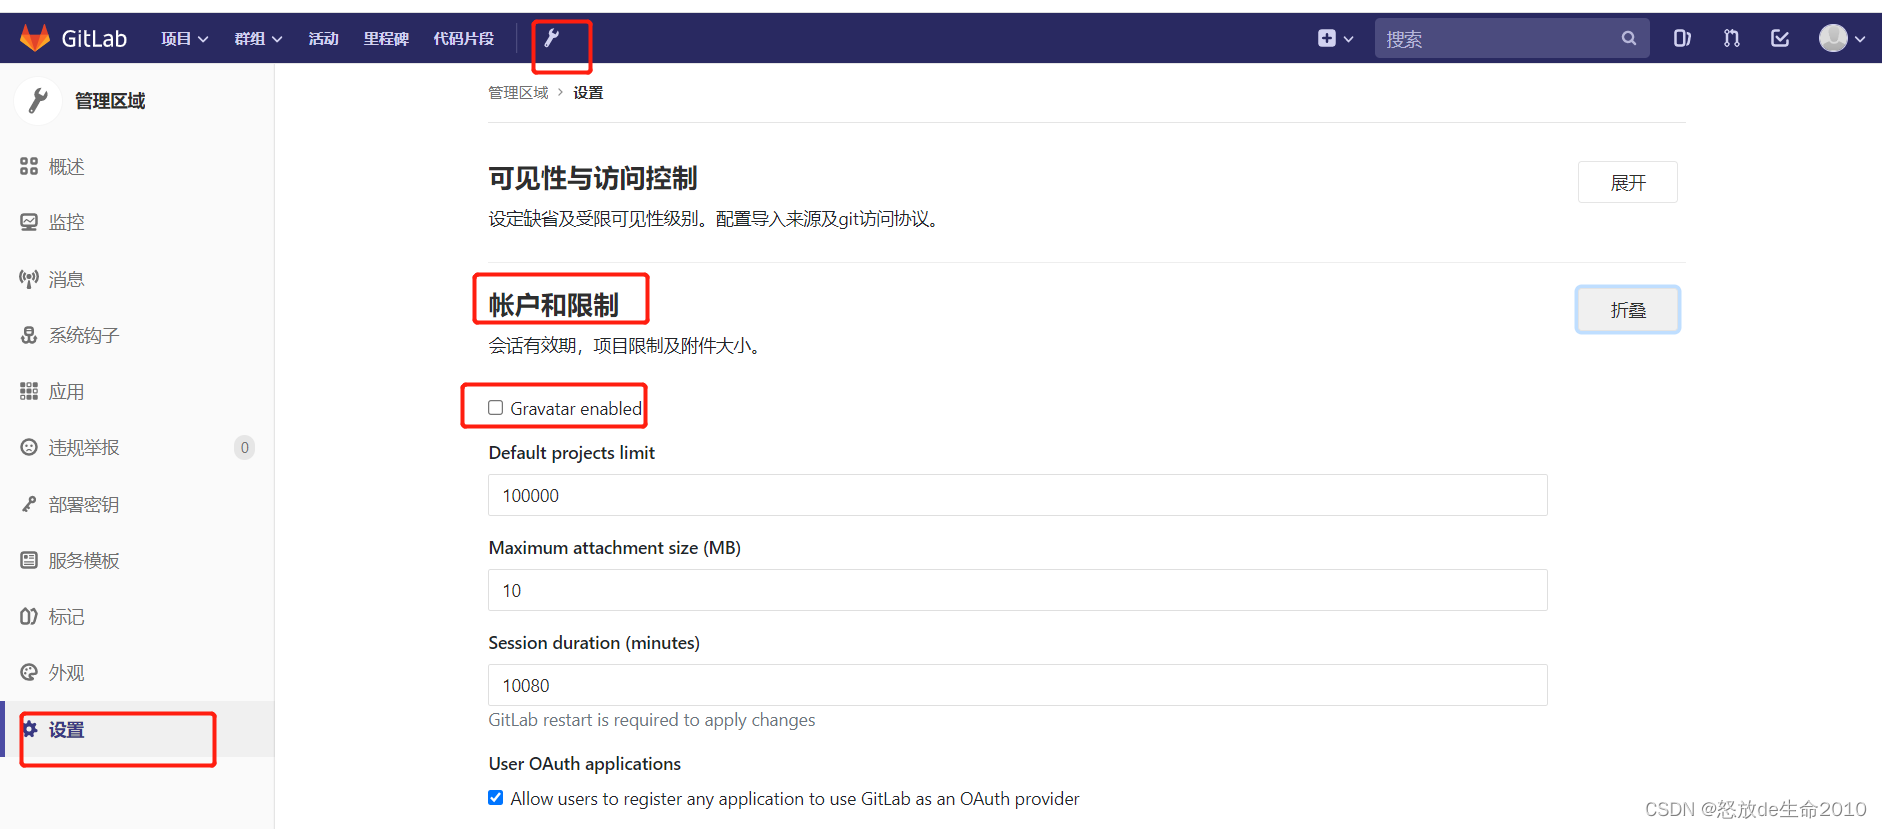 GitLab 项目 群组 活动 里程碑 代码片段 搜索
管理区域
管理区域 › 设置
概述
监控
消息
系统钩子
应用
违规举报 0
部署密钥
服务模板
标记
外观
设置
可见性与访问控制
展开
设定缺省及受限可见性级别。配置导入来源及git访问协议。
帐户和限制
折叠
会话有效期，项目限制及附件大小。
Gravatar enabled
Default projects limit
100000
Maximum attachment size (MB)
10
Session duration (minutes)
10080
GitLab restart is required to apply changes
User OAuth applications
Allow users to register any application to use GitLab as an OAuth provider
CSDN @怒放de生命2010